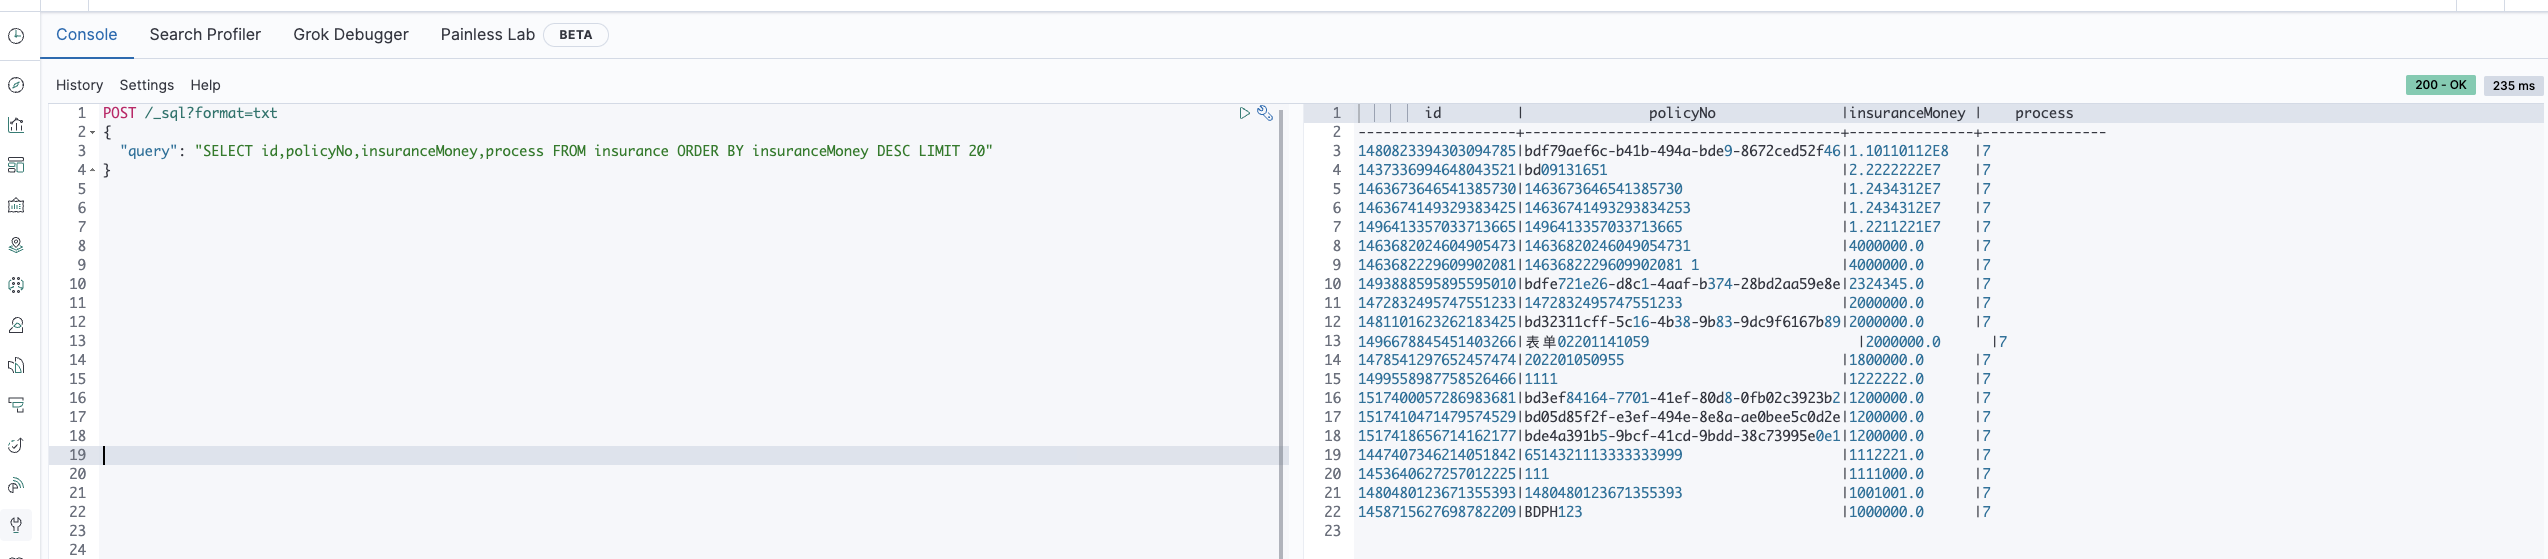 Console Search Profiler Grok Debugger Painless Lab BETA
History Settings Help
200 - OK 235 ms
1 POST /_sql?format=txt
2 {
3 "query": "SELECT id,policyNo,insuranceMoney,process FROM insurance ORDER BY insuranceMoney DESC LIMIT 20"
4 }
5
6
7
8
9
10
11
12
13
14
15
16
17
18
19
20
21
22
23
24
1 id | policyNo |insuranceMoney | process
2 -------------------+--------------------------------------+---------------+---------------
3 1480823394303094785|bdf79aef6c-b41b-494a-bde9-8672ced52f46|1.10110112E8 |7
4 1437336994648043521|bd09131651 |2.2222222E7 |7
5 1463673646541385730|1463673646541385730 |1.2434312E7 |7
6 1463674149329383425|14636741493293834253 |1.2434312E7 |7
7 1496413357033713665|1496413357033713665 |1.2211221E7 |7
8 1463682024604905473|14636820246049054731 |4000000.0 |7
9 1463682229609902081|1463682229609902081 1 |4000000.0 |7
10 1493888595895595010|bdfe721e26-d8c1-4aaf-b374-28bd2aa59e8e|2324345.0 |7
11 1472832495747551233|1472832495747551233 |2000000.0 |7
12 1481101623262183425|bd32311cff-5c16-4b38-9b83-9dc9f6167b89|2000000.0 |7
13 1496678845451403266|表单02201141059 |2000000.0 |7
14 1478541297652457474|202201050955 |1800000.0 |7
15 1499558987758526466|1111 |1222222.0 |7
16 1517400057286983681|bd3ef84164-7701-41ef-80d8-0fb02c3923b2|1200000.0 |7
17 1517410471479574529|bd05d85f2f-e3ef-494e-8e8a-ae0bee5c0d2e|1200000.0 |7
18 1517418656714162177|bde4a391b5-9bcf-41cd-9bdd-38c73995e0e1|1200000.0 |7
19 1447407346214051842|6514321113333333999 |1112221.0 |7
20 1453640627257012225|111 |1111000.0 |7
21 1480480123671355393|1480480123671355393 |1001001.0 |7
22 1458715627698782209|BDPH123 |1000000.0 |7
23